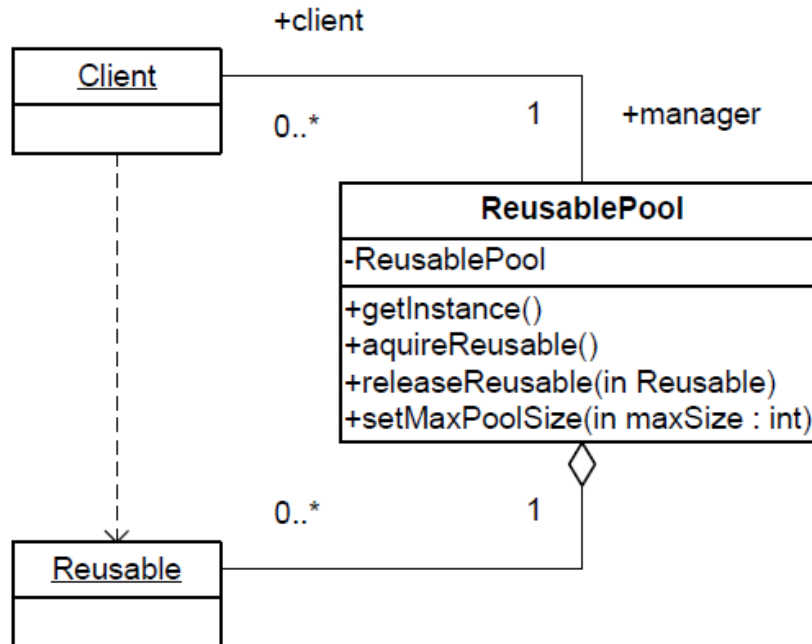 +client
Client
0..*
1
+manager
ReusablePool
-ReusablePool
+getInstance()
+aquireReusable()
+releaseReusable(in Reusable)
+setMaxPoolSize(in maxSize : int)
0..*
1
Reusable